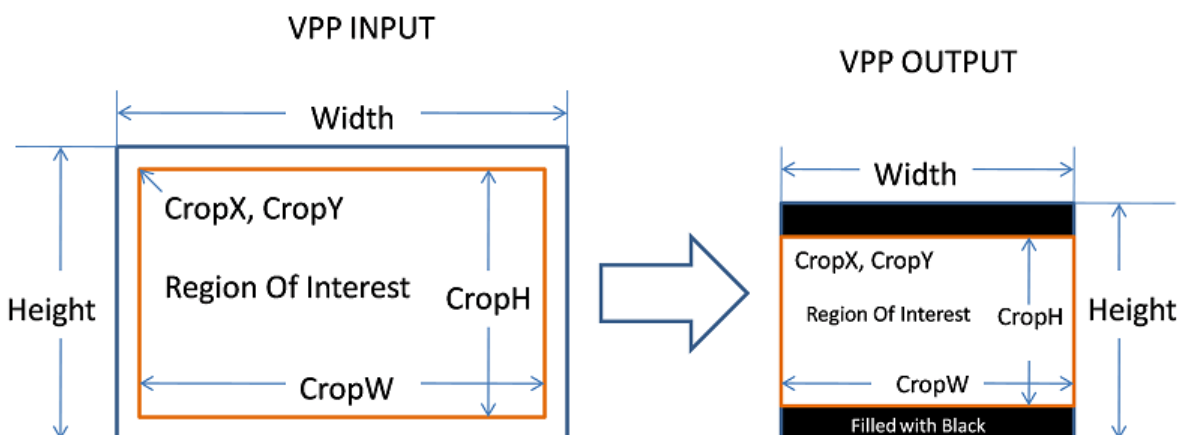 VPP INPUT
Width
CropX, CropY
Region Of Interest
CropH
Height
CropW
VPP OUTPUT
Width
CropX, CropY
Region Of Interest
CropH
Height
CropW
Filled with Black